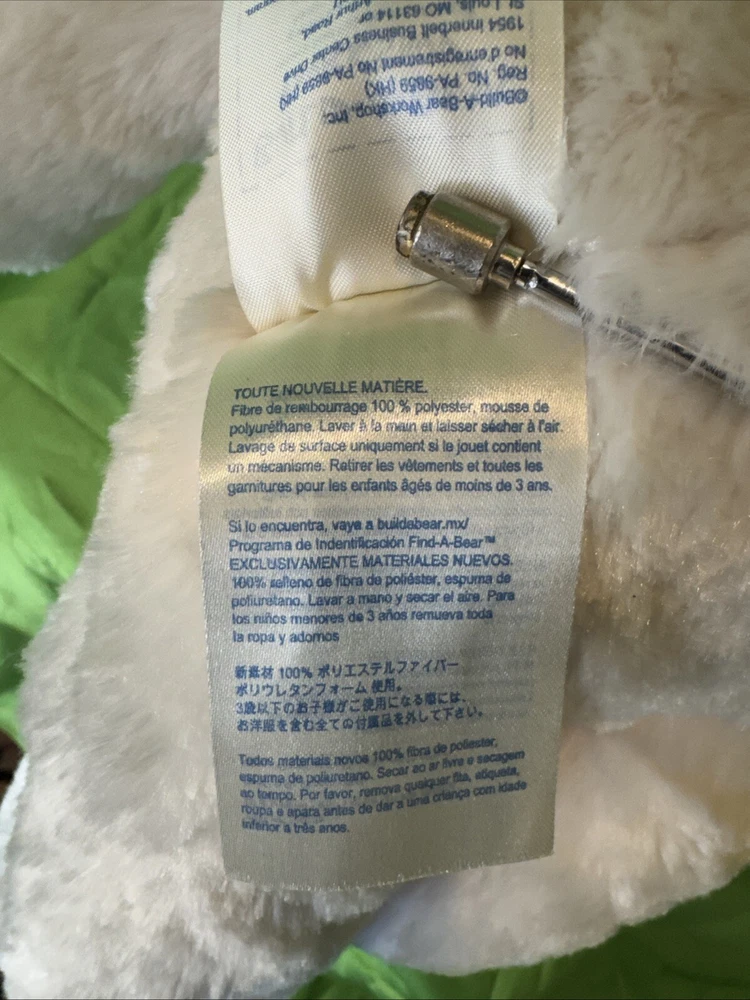 ©Build-A-Bear Workshop, Inc.
Reg. No. PA-9859 (HK)
No d'enregistrement No PA-9859 (HK)
1954 Innerbelt Business Center Drive
St. Louis, MO 63114 or
Arthur Road,
TOUTE NOUVELLE MATIÈRE.
Fibre de rembourrage 100 % polyester, mousse de
polyuréthane. Laver à la main et laisser sécher à l'air.
Lavage de surface uniquement si le jouet contient
un mécanisme. Retirer les vêtements et toutes les
garnitures pour les enfants âgés de moins de 3 ans.
Si lo encuentra, vaya a buildabear.mx/
Programa de Indentificación Find-A-Bear™
EXCLUSIVAMENTE MATERIALES NUEVOS.
100% relleno de fibra de poliéster, espuma de
poliuretano. Lavar a mano y secar el aire. Para
los niños menores de 3 años remueva toda
la ropa y adornos
新素材 100% ポリエステルファイバー
ポリウレタンフォーム 使用。
3歳以下のお子様がご使用になる際には、
お洋服を含む全ての付属品を外して下さい。
Todos materiais novos 100% fibra de poliester,
espuma de poliuretano. Secar ao ar livre e secagem
ao tempo. Por favor, remova qualquer fita, etiqueta,
roupa e apara antes de dar a uma criança com idade
inferior a três anos.